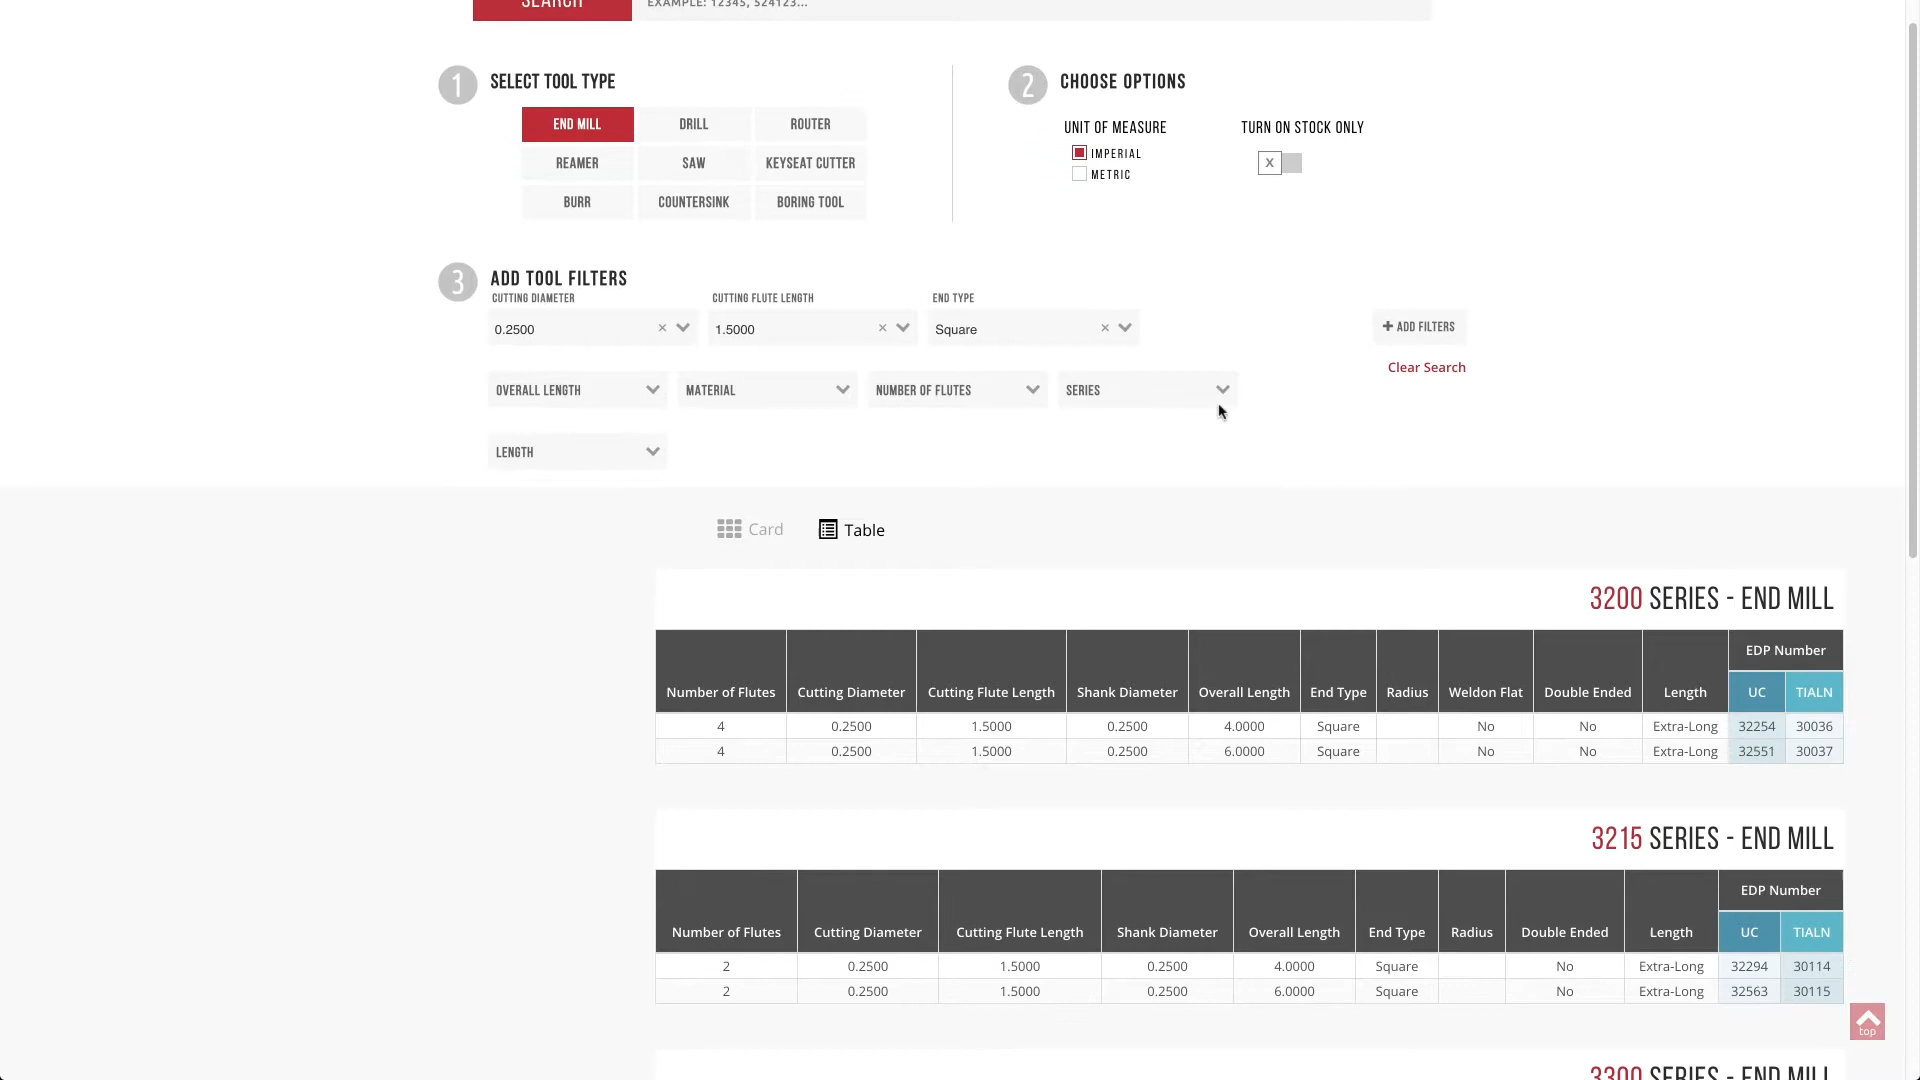 SEARCH
EXAMPLE: 12345, 524123...
1 SELECT TOOL TYPE
END MILL DRILL ROUTER
REAMER SAW KEYSEAT CUTTER
BURR COUNTERSINK BORING TOOL
2 CHOOSE OPTIONS
UNIT OF MEASURE TURN ON STOCK ONLY
IMPERIAL X
METRIC
3 ADD TOOL FILTERS
CUTTING DIAMETER CUTTING FLUTE LENGTH END TYPE
0.2500 × 1.5000 × Square × + ADD FILTERS
Clear Search
OVERALL LENGTH MATERIAL NUMBER OF FLUTES SERIES
LENGTH
Card Table
3200 SERIES - END MILL
EDP Number
Number of Flutes Cutting Diameter Cutting Flute Length Shank Diameter Overall Length End Type Radius Weldon Flat Double Ended Length UC TIALN
4 0.2500 1.5000 0.2500 4.0000 Square No No Extra-Long 32254 30036
4 0.2500 1.5000 0.2500 6.0000 Square No No Extra-Long 32551 30037
3215 SERIES - END MILL
EDP Number
Number of Flutes Cutting Diameter Cutting Flute Length Shank Diameter Overall Length End Type Radius Double Ended Length UC TIALN
2 0.2500 1.5000 0.2500 4.0000 Square No Extra-Long 32294 30114
2 0.2500 1.5000 0.2500 6.0000 Square No Extra-Long 32563 30115
top
3300 SERIES - END MILL